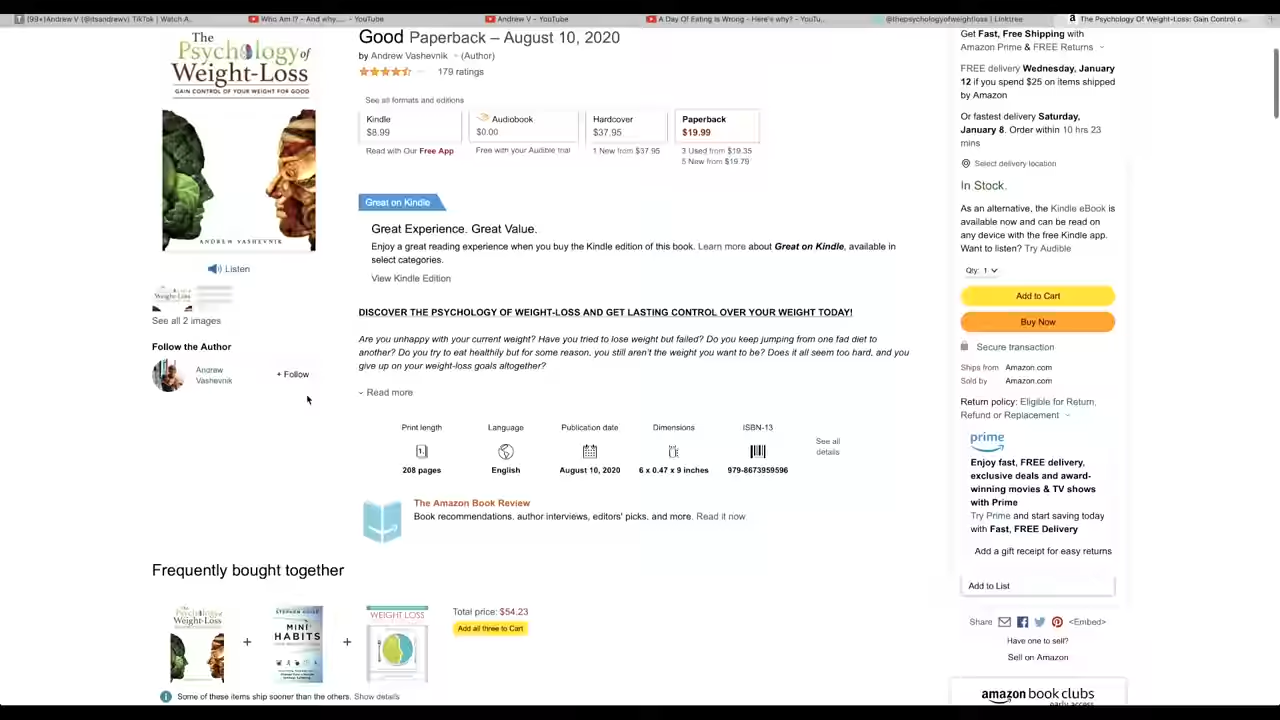 (99+) Andrew V (@itsandrewv) TikTok | Watch A..
Who Am I? - And why.... - YouTube
Andrew V - YouTube
A Day Of Eating Is Wrong - Here's why? - YouTu..
@thepsychologyofweightloss | Linktree
The Psychology Of Weight-Loss: Gain Control o...
The
Psychology of
Weight-Loss
GAIN CONTROL OF YOUR WEIGHT FOR GOOD
ANDREW VASHEVNIK
Listen
Weight-Loss
See all 2 images
Follow the Author
Andrew
Vashevnik
+ Follow
Good Paperback – August 10, 2020
by Andrew Vashevnik (Author)
179 ratings
See all formats and editions
Kindle
$8.99
Read with Our Free App
Audiobook
$0.00
Free with your Audible trial
Hardcover
$37.95
1 New from $37.95
Paperback
$19.99
3 Used from $19.35
5 New from $19.79
Great on Kindle
Great Experience. Great Value.
Enjoy a great reading experience when you buy the Kindle edition of this book. Learn more about Great on Kindle, available in
select categories.
View Kindle Edition
DISCOVER THE PSYCHOLOGY OF WEIGHT-LOSS AND GET LASTING CONTROL OVER YOUR WEIGHT TODAY!
Are you unhappy with your current weight? Have you tried to lose weight but failed? Do you keep jumping from one fad diet to
another? Do you try to eat healthily but for some reason, you still aren't the weight you want to be? Does it all seem too hard, and you
give up on your weight-loss goals altogether?
Read more
Print length
208 pages
Language
English
Publication date
August 10, 2020
Dimensions
6 x 0.47 x 9 inches
ISBN-13
979-8673959596
See all
details
The Amazon Book Review
Book recommendations, author interviews, editors' picks, and more. Read it now
Frequently bought together
The
Psychology of
Weight-Loss
+
STEPHEN GUISE
MINI
HABITS
+
WEIGHT LOSS
Total price: $54.23
Add all three to Cart
Some of these items ship sooner than the others. Show details
Get Fast, Free Shipping with
Amazon Prime & FREE Returns
FREE delivery Wednesday, January
12 if you spend $25 on items shipped
by Amazon
Or fastest delivery Saturday,
January 8. Order within 10 hrs 23
mins
Select delivery location
In Stock.
As an alternative, the Kindle eBook is
available now and can be read on
any device with the free Kindle app.
Want to listen? Try Audible
Qty: 1
Add to Cart
Buy Now
Secure transaction
Ships from Amazon.com
Sold by Amazon.com
Return policy: Eligible for Return,
Refund or Replacement
prime
Enjoy fast, FREE delivery,
exclusive deals and award-
winning movies & TV shows
with Prime
Try Prime and start saving today
with Fast, FREE Delivery
Add a gift receipt for easy returns
Add to List
Share <Embed>
Have one to sell?
Sell on Amazon
amazon book clubs
early access